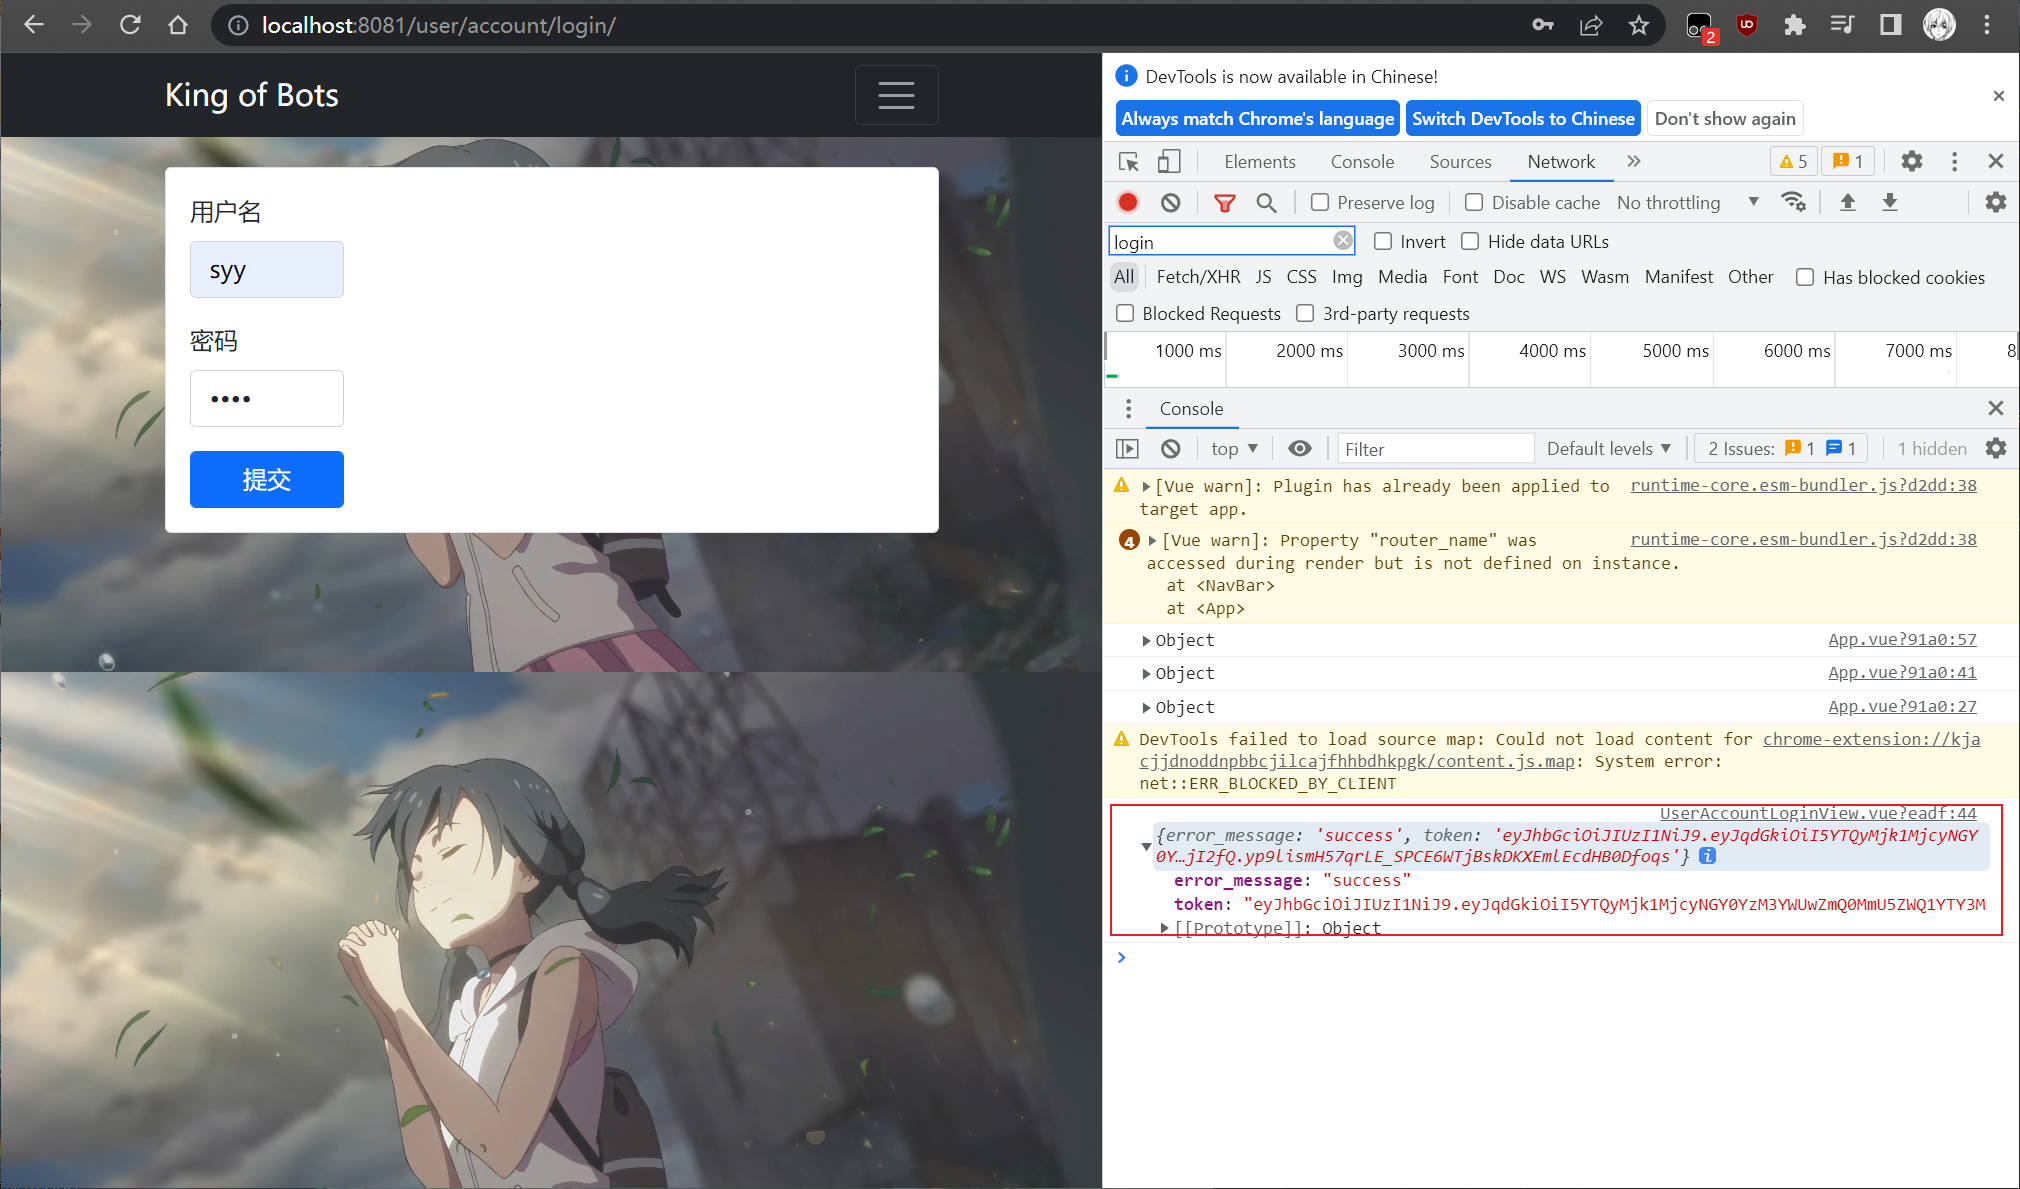 localhost:8081/user/account/login/
2
King of Bots
用户名
syy
密码
提交
DevTools is now available in Chinese!
Always match Chrome's language
Switch DevTools to Chinese
Don't show again
Elements Console Sources Network 5 1
Preserve log Disable cache No throttling
login Invert Hide data URLs
All Fetch/XHR JS CSS Img Media Font Doc WS Wasm Manifest Other Has blocked cookies
Blocked Requests 3rd-party requests
1000 ms 2000 ms 3000 ms 4000 ms 5000 ms 6000 ms 7000 ms 8
Console
top Filter Default levels 2 Issues: 1 1 1 hidden
[Vue warn]: Plugin has already been applied to runtime-core.esm-bundler.js?d2dd:38
target app.
4 [Vue warn]: Property "router_name" was runtime-core.esm-bundler.js?d2dd:38
accessed during render but is not defined on instance.
at <NavBar>
at <App>
Object App.vue?91a0:57
Object App.vue?91a0:41
Object App.vue?91a0:27
DevTools failed to load source map: Could not load content for chrome-extension://kja
cjjdnoddnpbbcjilcajfhhbdhkpgk/content.js.map: System error:
net::ERR_BLOCKED_BY_CLIENT
UserAccountLoginView.vue?eadf:44
{error_message: 'success', token: 'eyJhbGciOiJIUzI1NiJ9.eyJqdGkiOiI5YTQyMjk1MjcyNGY
0Y…jI2fQ.yp9lismH57qrLE_SPCE6WTjBskDKXEmlEcdHB0Dfoqs'}
error_message: "success"
token: "eyJhbGciOiJIUzI1NiJ9.eyJqdGkiOiI5YTQyMjk1MjcyNGY0YzM3YWUwZmQ0MmU5ZWQ1YTY3M
[[Prototype]]: Object